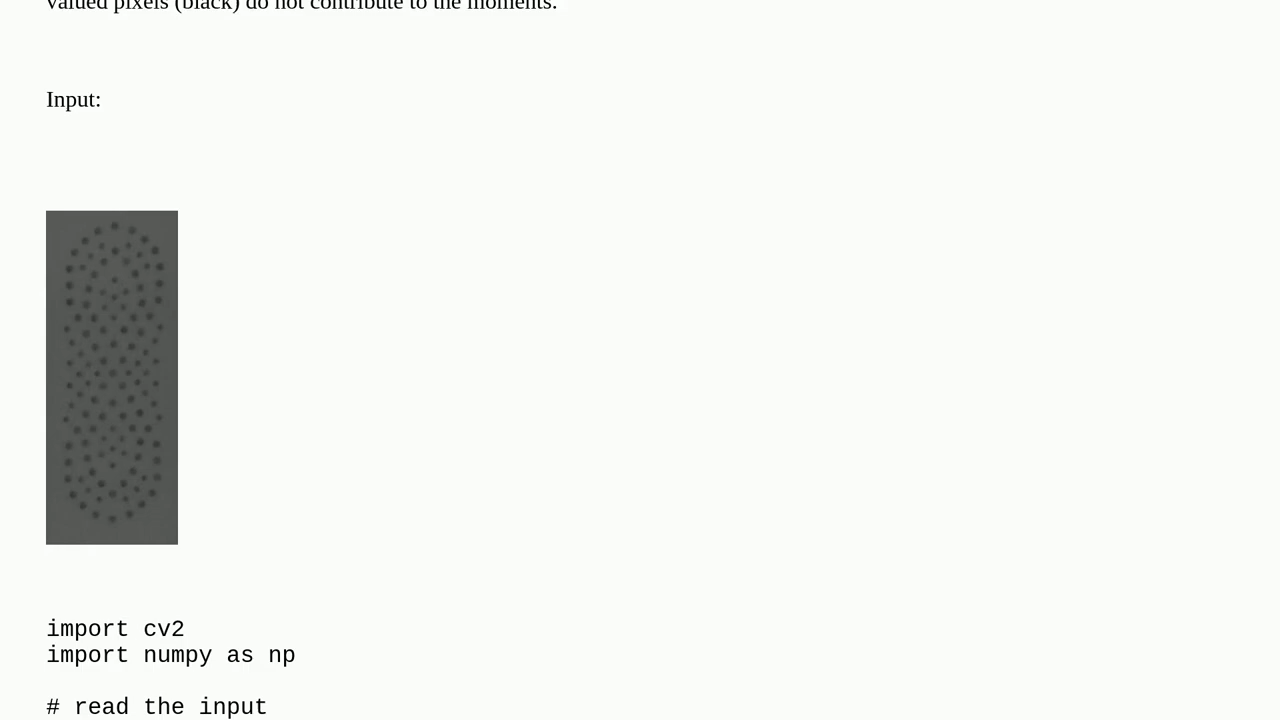 valued pixels (black) do not contribute to the moments.
Input:
import cv2
import numpy as np
# read the input